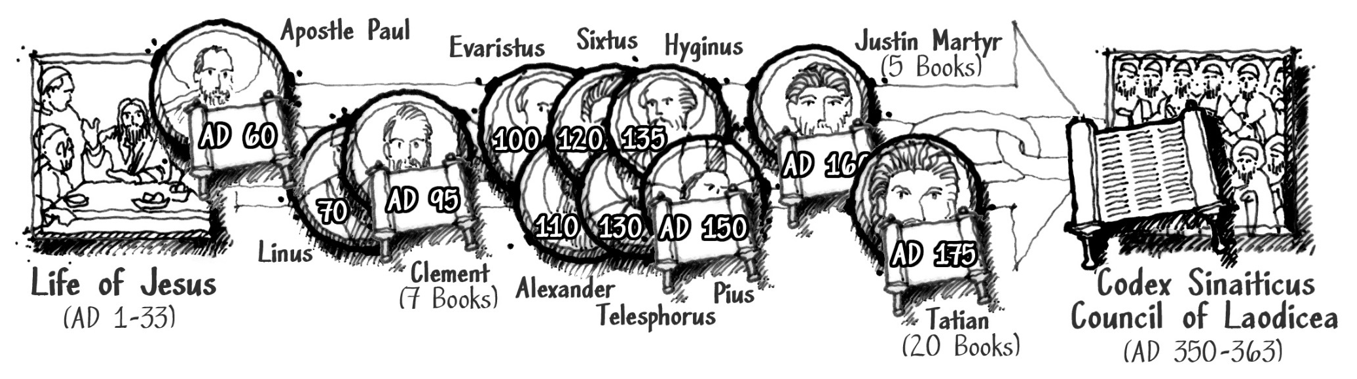 Life of Jesus
(AD 1-33)
Apostle Paul
AD 60
70
Linus
AD 95
Clement
(7 Books)
Evaristus
100
110
Alexander
Sixtus
120
130
Telesphorus
Hyginus
135
AD 150
Pius
Justin Martyr
(5 Books)
AD 16
AD 175
Tatian
(20 Books)
Codex Sinaiticus
Council of Laodicea
(AD 350-363)